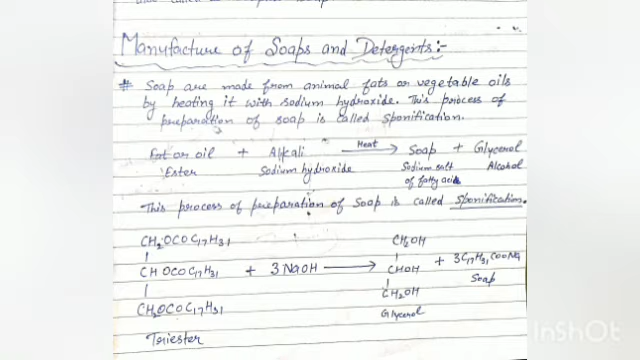 Manufacture of Soaps and Detergents:-
# Soap are made from animal fats or vegetable oils
by heating it with sodium hydroxide. This process of
preparation of soap is called Sponification.
Fat or oil + Alkali Heat → Soap + Glycerol
Ester Sodium hydroxide Sodium salt Alcohol
of fatty acid
This process of preparation of Soap is called Sponification.
CH₂OCOC₁₇H₃₁ CH₂OH
CHOCOC₁₇H₃₁ + 3NaOH → CHOH + 3C₁₇H₃₁COONa
Soap
CH₂OCOC₁₇H₃₁ CH₂OH
Glycerol
Triester
InShOt